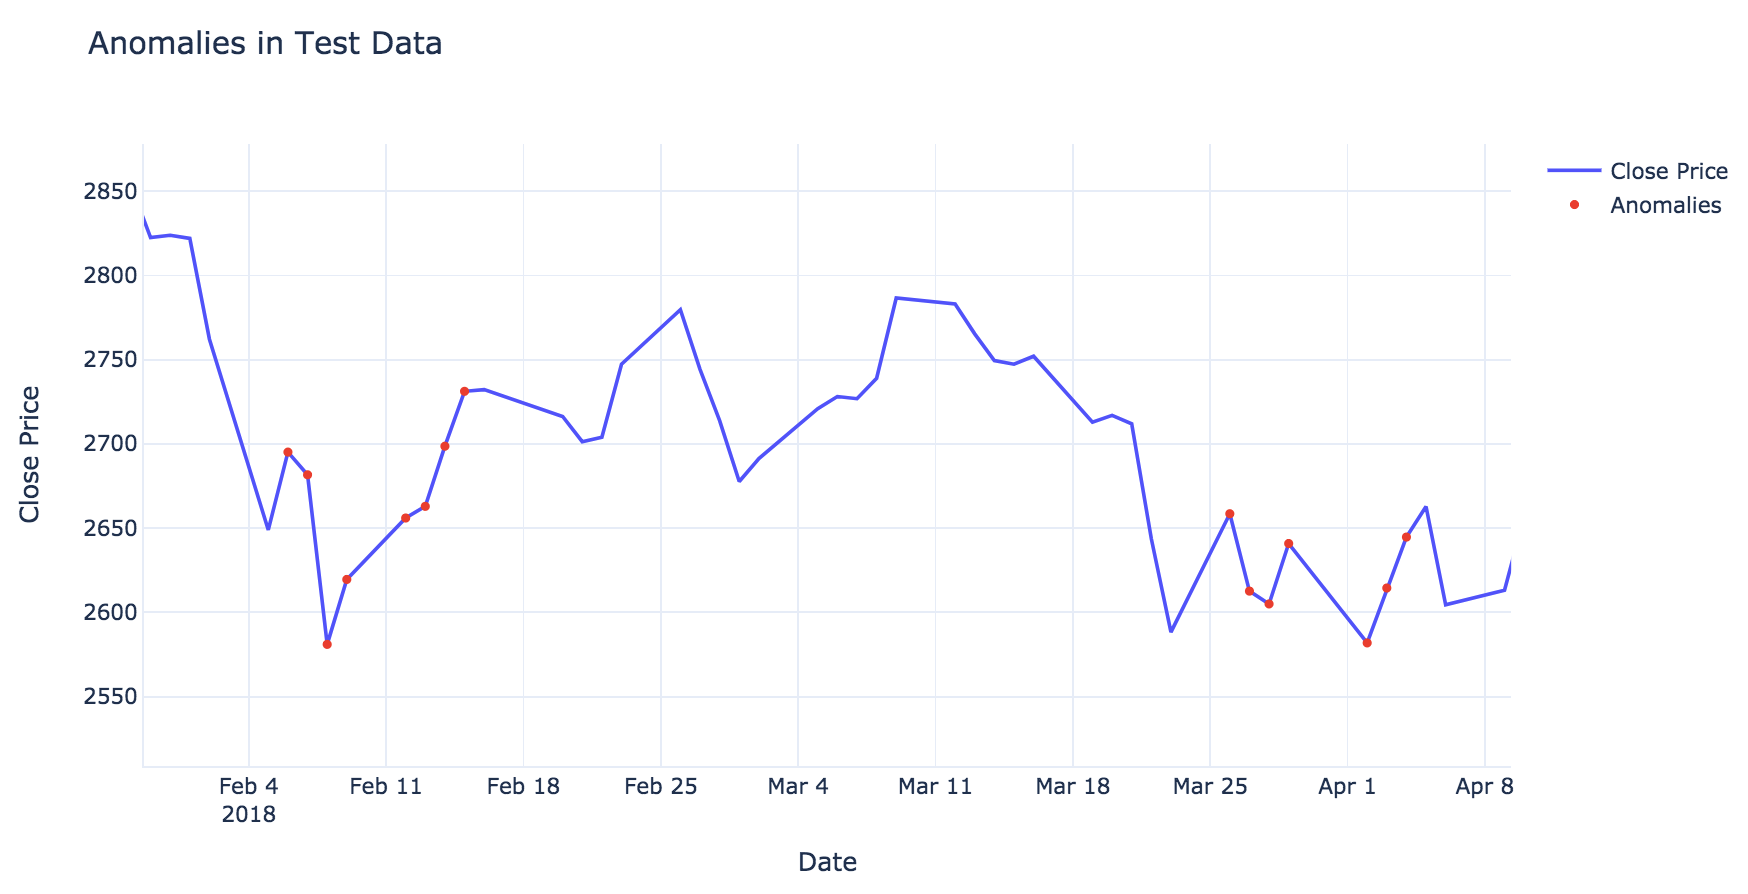 Anomalies in Test Data
Close Price
Anomalies
2850
2800
2750
2700
2650
2600
2550
Close Price
Feb 4 Feb 11 Feb 18 Feb 25 Mar 4 Mar 11 Mar 18 Mar 25 Apr 1 Apr 8
2018
Date